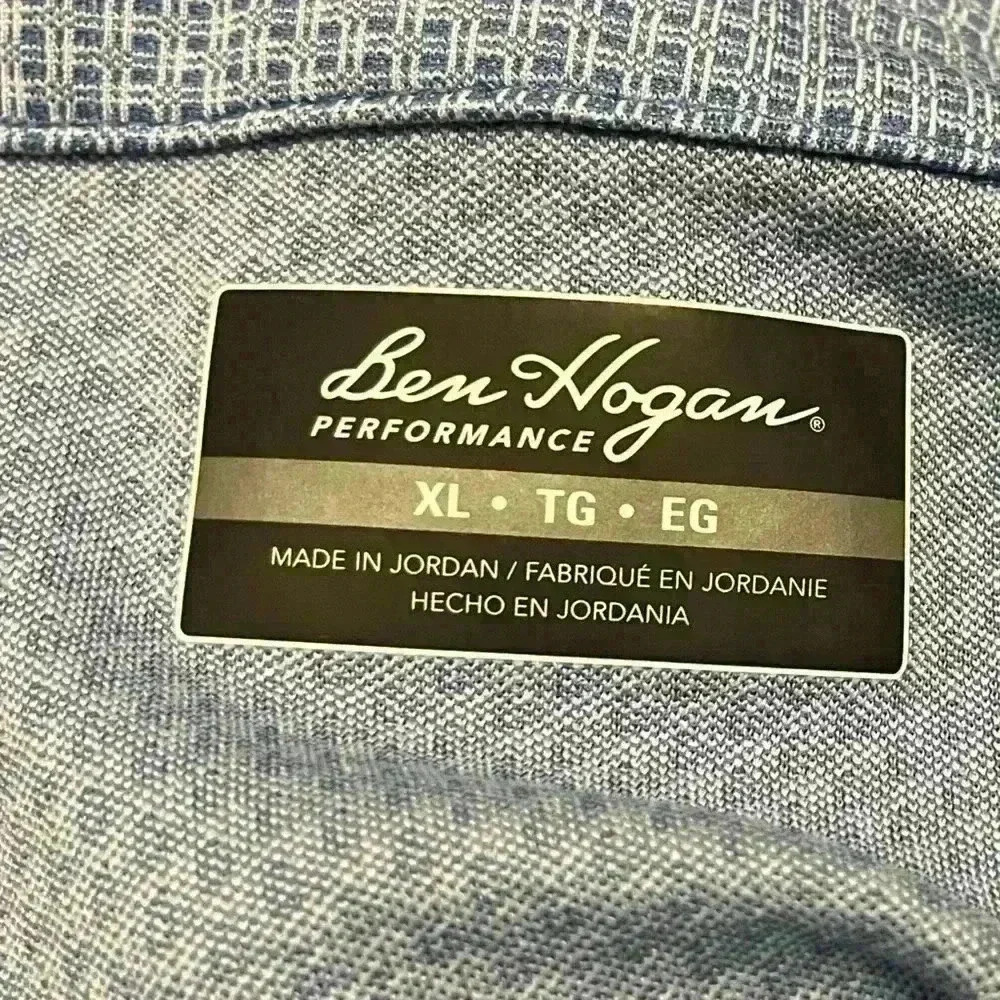 Ben Hogan®
PERFORMANCE
XL • TG • EG
MADE IN JORDAN / FABRIQUÉ EN JORDANIE
HECHO EN JORDANIA